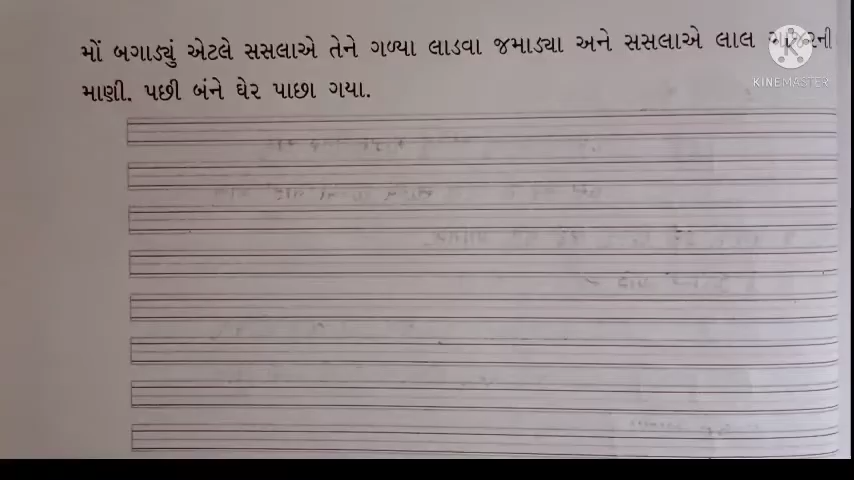 મોં બગાડ્યું એટલે સસલાએ તેને ગળ્યા લાડવા જમાડ્યા અને સસલાએ લાલ
માણી. પછી બંને ઘેર પાછા ગયા.
KINEMASTER